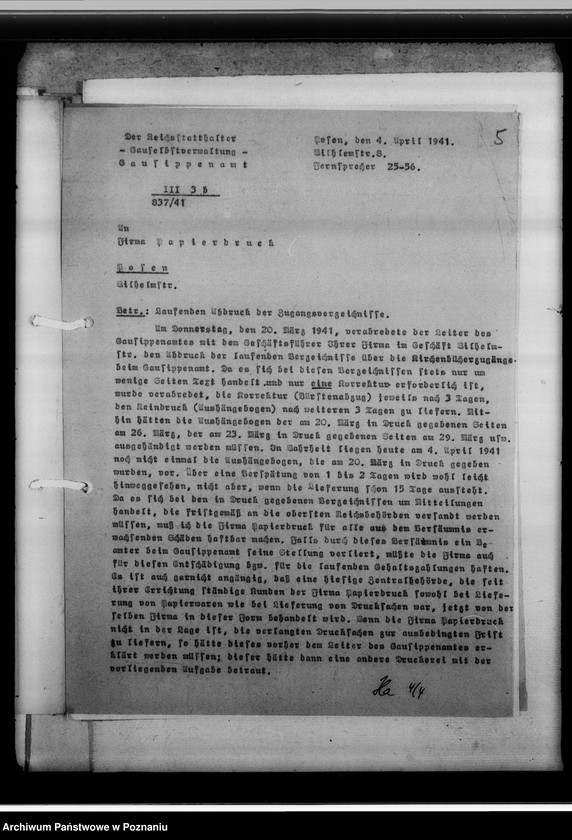 Der Reichsstatthalter
- Gauselbstverwaltung -
G a u s i p p e n a m t
Posen, den 4. April 1941.
Wilhelmstr.8.
Fernsprecher 25-56.
5
III 3 b
837/41
An
Firma P a p i e r b r u c k
P o s e n
Wilhelmstr.
Betr.: Laufenden Abdruck der Zugangsverzeichnisse.
Am Donnerstag, den 20. März 1941, verabredete der Leiter des
Gausippenamtes mit dem Geschäftsführer Ihrer Firma im Geschäft Wilhelm-
str. den Abdruck der laufenden Verzeichnisse über die Kirchenbücherzugänge
beim Gausippenamt. Da es sich bei diesen Verzeichnissen stets nur um
wenige Seiten Text handelt und nur eine Korrektur erforderlich ist,
wurde verabredet, die Korrektur (Bürstenabzug) jeweils nach 3 Tagen,
den Reindruck (Aushängebogen) nach weiteren 3 Tagen zu liefern. Mit-
hin hätten die Aushängebogen der am 20. März in Druck gegebenen Seiten
am 26. März, der am 23. März in Druck gegebenen Seiten am 29. März usw.
ausgehändigt werden müssen. In Wahrheit liegen heute am 4. April 1941
noch nicht einmal die Aushängebogen, die am 20. März in Druck gegeben
wurden, vor. Über eine Verspätung von 1 bis 2 Tagen wird wohl leicht
hinweggesehen, nicht aber, wenn die Lieferung schon 15 Tage aussteht.
Da es sich bei den in Druck gegebenen Verzeichnissen um Mitteilungen
handelt, die fristgemäß an die obersten Reichsbehörden versandt werden
müssen, muß ich die Firma Papierdruck für alle aus dem Versäumnis er-
wachsenden Schäden haftbar machen. Falls durch dieses Versäumnis ein Be-
amter beim Gausippenamt seine Stellung verliert, müßte die Firma auch
für diesen Entschädigung bzw. für die laufenden Gehaltszahlungen haften.
Es ist auch garnicht angängig, daß eine hiesige Zentralbehörde, die seit
ihrer Errichtung ständige Kunden der Firma Papierdruck sowohl bei Liefe-
rung von Papierwaren wie bei Lieferung von Drucksachen war, jetzt von der
selben Firma in dieser Form behandelt wird. Wenn die Firma Papierdruck
nicht in der Lage ist, die verlangten Drucksachen zur ausbedingten Frist
zu liefern, so hätte dieses vorher dem Leiter des Gausippenamtes er-
klärt werden müssen; dieser hätte dann eine andere Druckerei mit der
vorliegenden Aufgabe betraut.
Ha 4/4
Archiwum Państwowe w Poznaniu